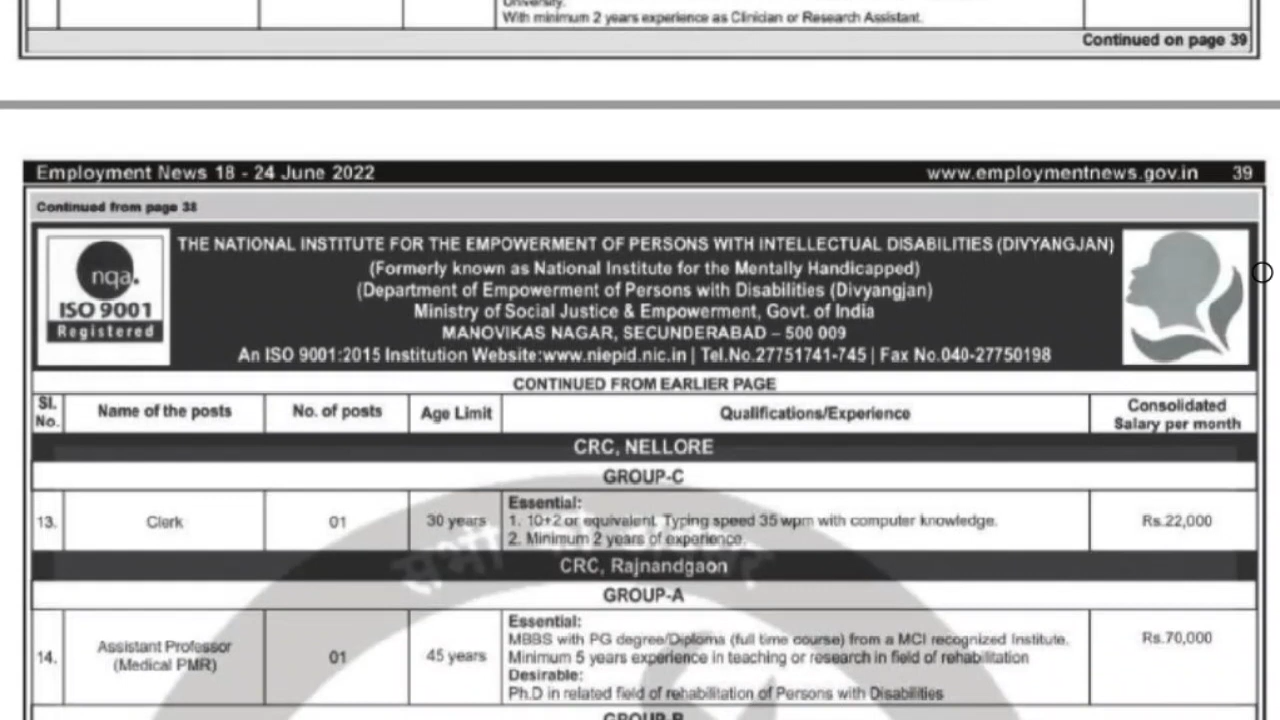 University.
With minimum 2 years experience as Clinician or Research Assistant.
Continued on page 39
Employment News 18 - 24 June 2022 www.employmentnews.gov.in 39
Continued from page 38
nqa.
ISO 9001
Registered
THE NATIONAL INSTITUTE FOR THE EMPOWERMENT OF PERSONS WITH INTELLECTUAL DISABILITIES (DIVYANGJAN)
(Formerly known as National Institute for the Mentally Handicapped)
(Department of Empowerment of Persons with Disabilities (Divyangjan)
Ministry of Social Justice & Empowerment, Govt. of India
MANOVIKAS NAGAR, SECUNDERABAD – 500 009
An ISO 9001:2015 Institution Website:www.niepid.nic.in | Tel.No.27751741-745 | Fax No.040-27750198
CONTINUED FROM EARLIER PAGE
Sl. No. Name of the posts No. of posts Age Limit Qualifications/Experience Consolidated Salary per month
CRC, NELLORE
GROUP-C
13. Clerk 01 30 years Essential:
1. 10+2 or equivalent. Typing speed 35 wpm with computer knowledge.
2. Minimum 2 years of experience.
Rs.22,000
CRC, Rajnandgaon
GROUP-A
14. Assistant Professor (Medical PMR) 01 45 years Essential:
MBBS with PG degree/Diploma (full time course) from a MCI recognized Institute.
Minimum 5 years experience in teaching or research in field of rehabilitation
Desirable:
Ph.D in related field of rehabilitation of Persons with Disabilities
Rs.70,000
GROUP-B